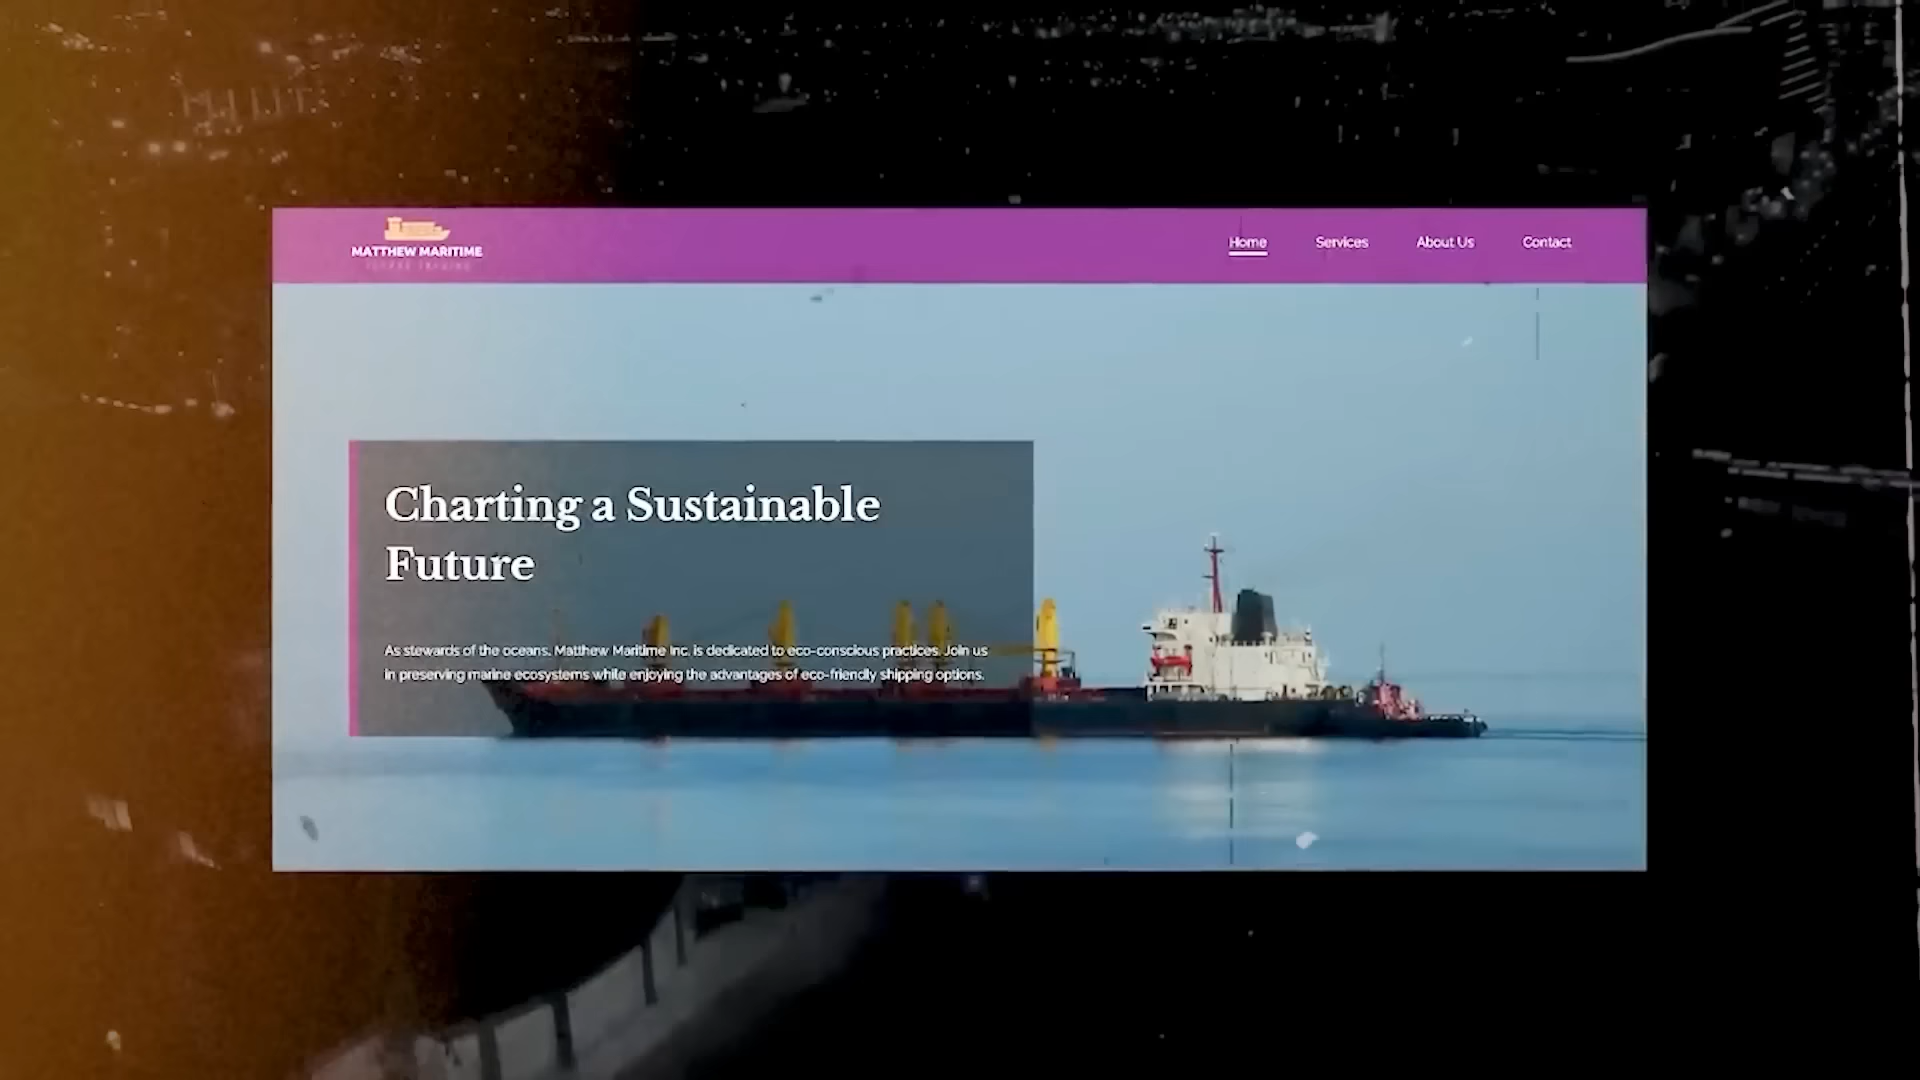 MATTHEW MARITIME
Home
Services
About Us
Contact
Charting a Sustainable
Future
As stewards of the oceans, Matthew Maritime Inc. is dedicated to eco-conscious practices. Join us
in preserving marine ecosystems while enjoying the advantages of eco-friendly shipping options.